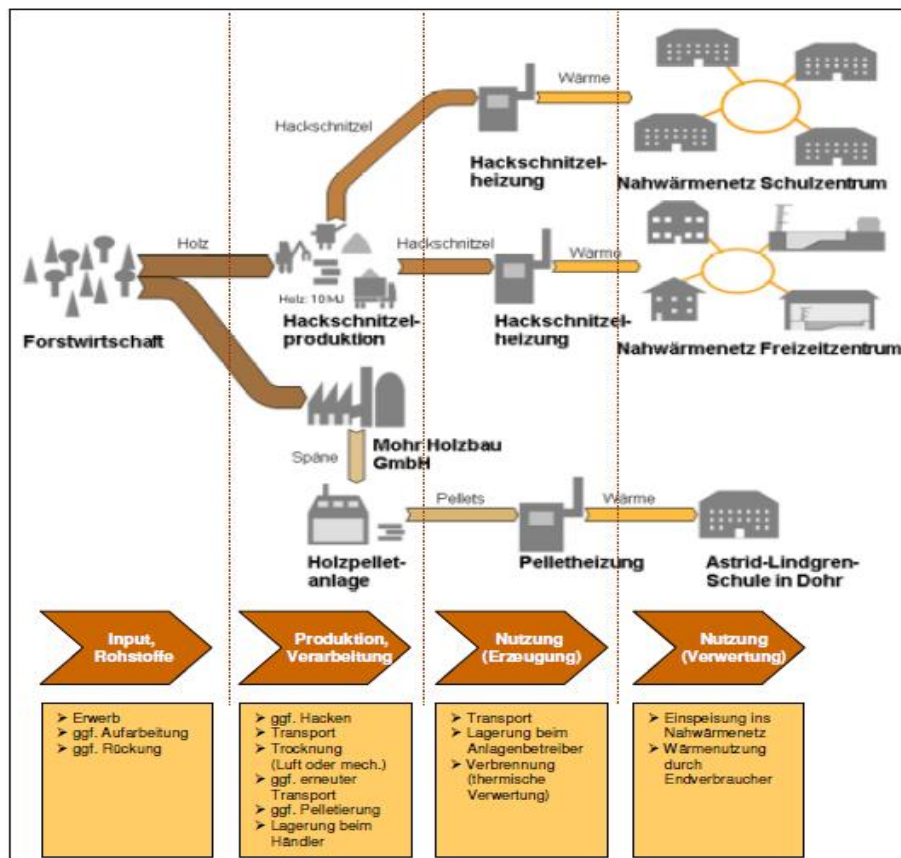 Wärme
Hackschnitzel
Hackschnitzel-
heizung
Nahwärmenetz Schulzentrum
Holz
Hackschnitzel
Wärme
Holz: 10 MJ
Forstwirtschaft
Hackschnitzel-
produktion
Hackschnitzel-
heizung
Nahwärmenetz Freizeitzentrum
Späne
Mohr Holzbau
GmbH
Pellets
Wärme
Holzpellet-
anlage
Pelletheizung
Astrid-Lindgren-
Schule in Dohr
Input,
Rohstoffe
Produktion,
Verarbeitung
Nutzung
(Erzeugung)
Nutzung
(Verwertung)
➢ Erwerb
➢ ggf. Aufarbeitung
➢ ggf. Rückung
➢ ggf. Hacken
➢ Transport
➢ Trocknung
(Luft oder mech.)
➢ ggf. erneuter
Transport
➢ ggf. Pelletierung
➢ Lagerung beim
Händler
➢ Transport
➢ Lagerung beim
Anlagenbetreiber
➢ Verbrennung
(thermische
Verwertung)
➢ Einspeisung ins
Nahwärmenetz
➢ Wärmenutzung
durch
Endverbraucher